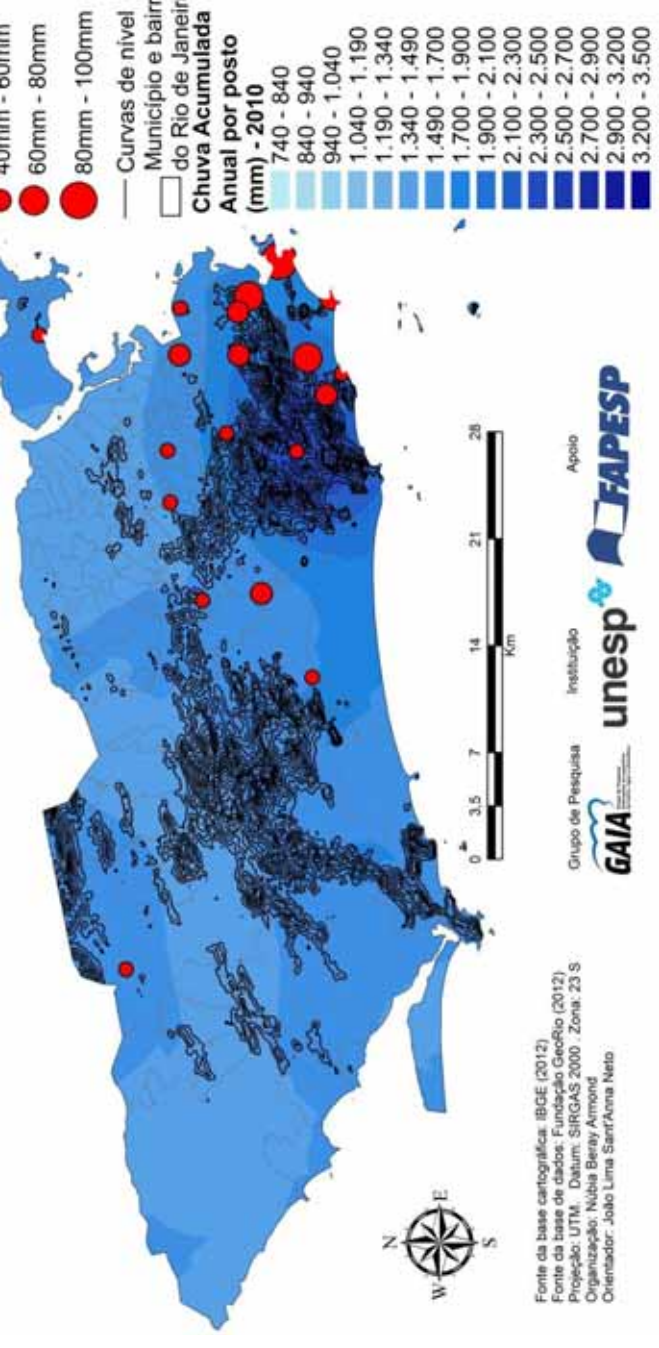 40mm - 60mm
60mm - 80mm
80mm - 100mm
Curvas de nível
Município e bairr
do Rio de Janeir
Chuva Acumulada
Anual por posto
(mm) - 2010
740 - 840
840 - 940
940 - 1.040
1.040 - 1.190
1.190 - 1.340
1.340 - 1.490
1.490 - 1.700
1.700 - 1.900
1.900 - 2.100
2.100 - 2.300
2.300 - 2.500
2.500 - 2.700
2.700 - 2.900
2.900 - 3.200
3.200 - 3.500
N
W E
S
0 3,5 7 14 21 28
Km
Fonte da base cartográfica: IBGE (2012)
Fonte da base de dados: Fundação GeoRio (2012)
Projeção: UTM. Datum: SIRGAS 2000 . Zona: 23 S
Organização: Núbia Beray Armond
Orientador: João Lima Sant'Anna Neto
Grupo de Pesquisa
GAIA
Instituição
unesp
Apoio
FAPESP